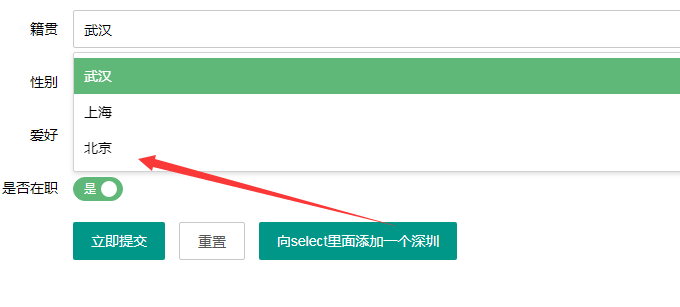 籍贯 武汉
武汉
性别
上海
爱好
北京
是否在职 是
立即提交 重置 向select里面添加一个深圳